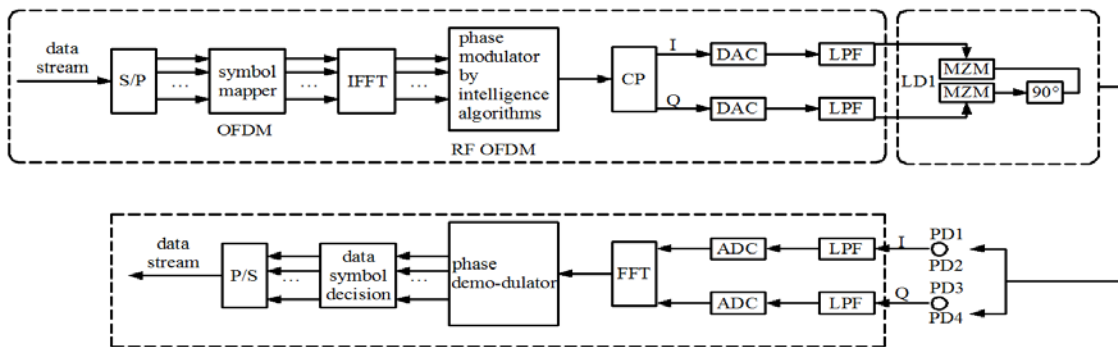 data
stream
S/P
...
...
symbol
mapper
OFDM
...
...
IFFT
...
...
phase
modulator
by
intelligence
algorithms
RF OFDM
CP
I
Q
DAC
LPF
DAC
LPF
LD1
MZM
MZM
90°
data
stream
P/S
...
...
data
symbol
decision
...
...
phase
demo-dulator
FFT
ADC
LPF
I
ADC
LPF
Q
PD1
PD2
PD3
PD4